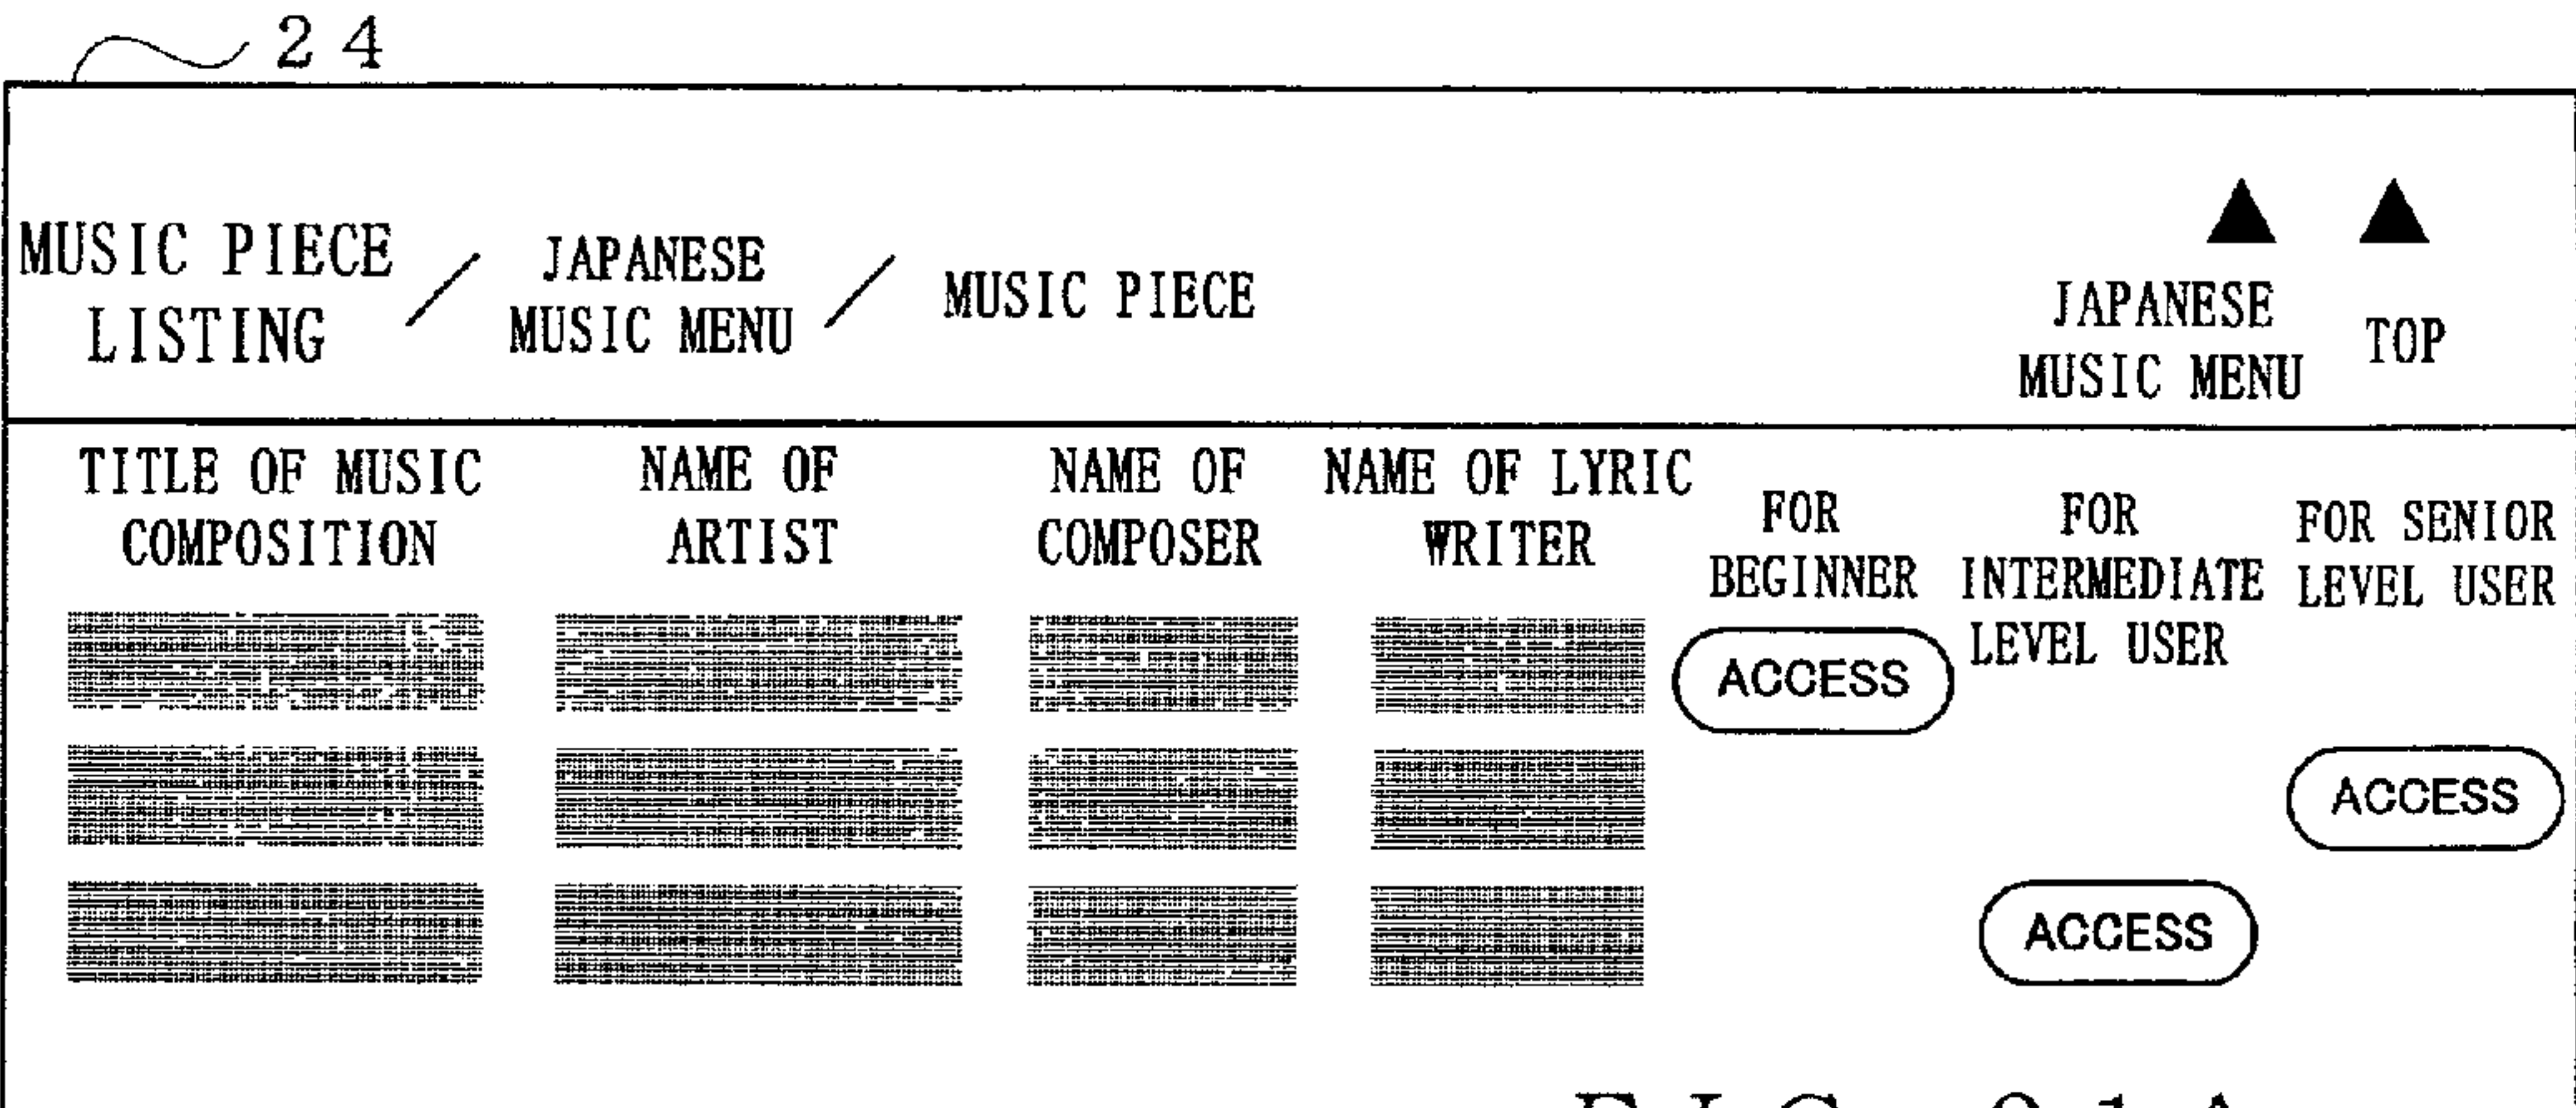 24
MUSIC PIECE
LISTING
/
JAPANESE
MUSIC MENU
/
MUSIC PIECE
▲ ▲
JAPANESE
MUSIC MENU
TOP
TITLE OF MUSIC
COMPOSITION
NAME OF
ARTIST
NAME OF
COMPOSER
NAME OF LYRIC
WRITER
FOR
BEGINNER
FOR
INTERMEDIATE
LEVEL USER
FOR SENIOR
LEVEL USER
ACCESS
ACCESS
ACCESS